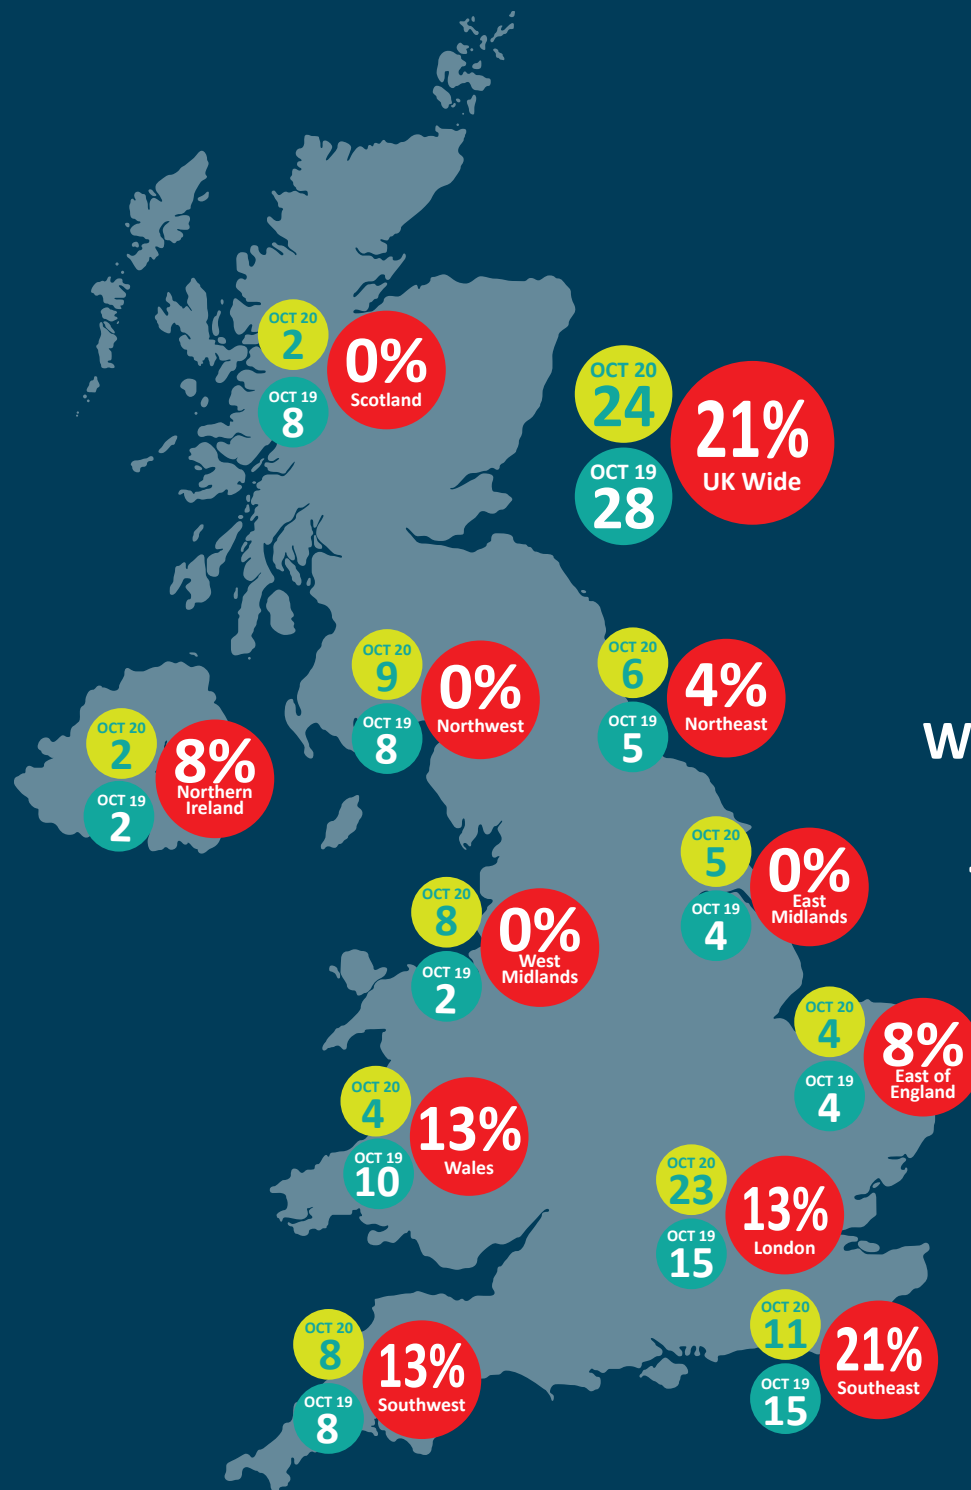 OCT 20
2
OCT 19
8
0%
Scotland
OCT 20
24
OCT 19
28
21%
UK Wide
OCT 20
9
OCT 19
8
0%
Northwest
OCT 20
6
OCT 19
5
4%
Northeast
W
OCT 20
2
OCT 19
2
8%
Northern
Ireland
OCT 20
5
OCT 19
4
0%
East
Midlands
OCT 20
8
OCT 19
2
0%
West
Midlands
OCT 20
4
OCT 19
4
8%
East of
England
OCT 20
4
OCT 19
10
13%
Wales
OCT 20
23
OCT 19
15
13%
London
OCT 20
11
OCT 19
15
21%
Southeast
OCT 20
8
OCT 19
8
13%
Southwest